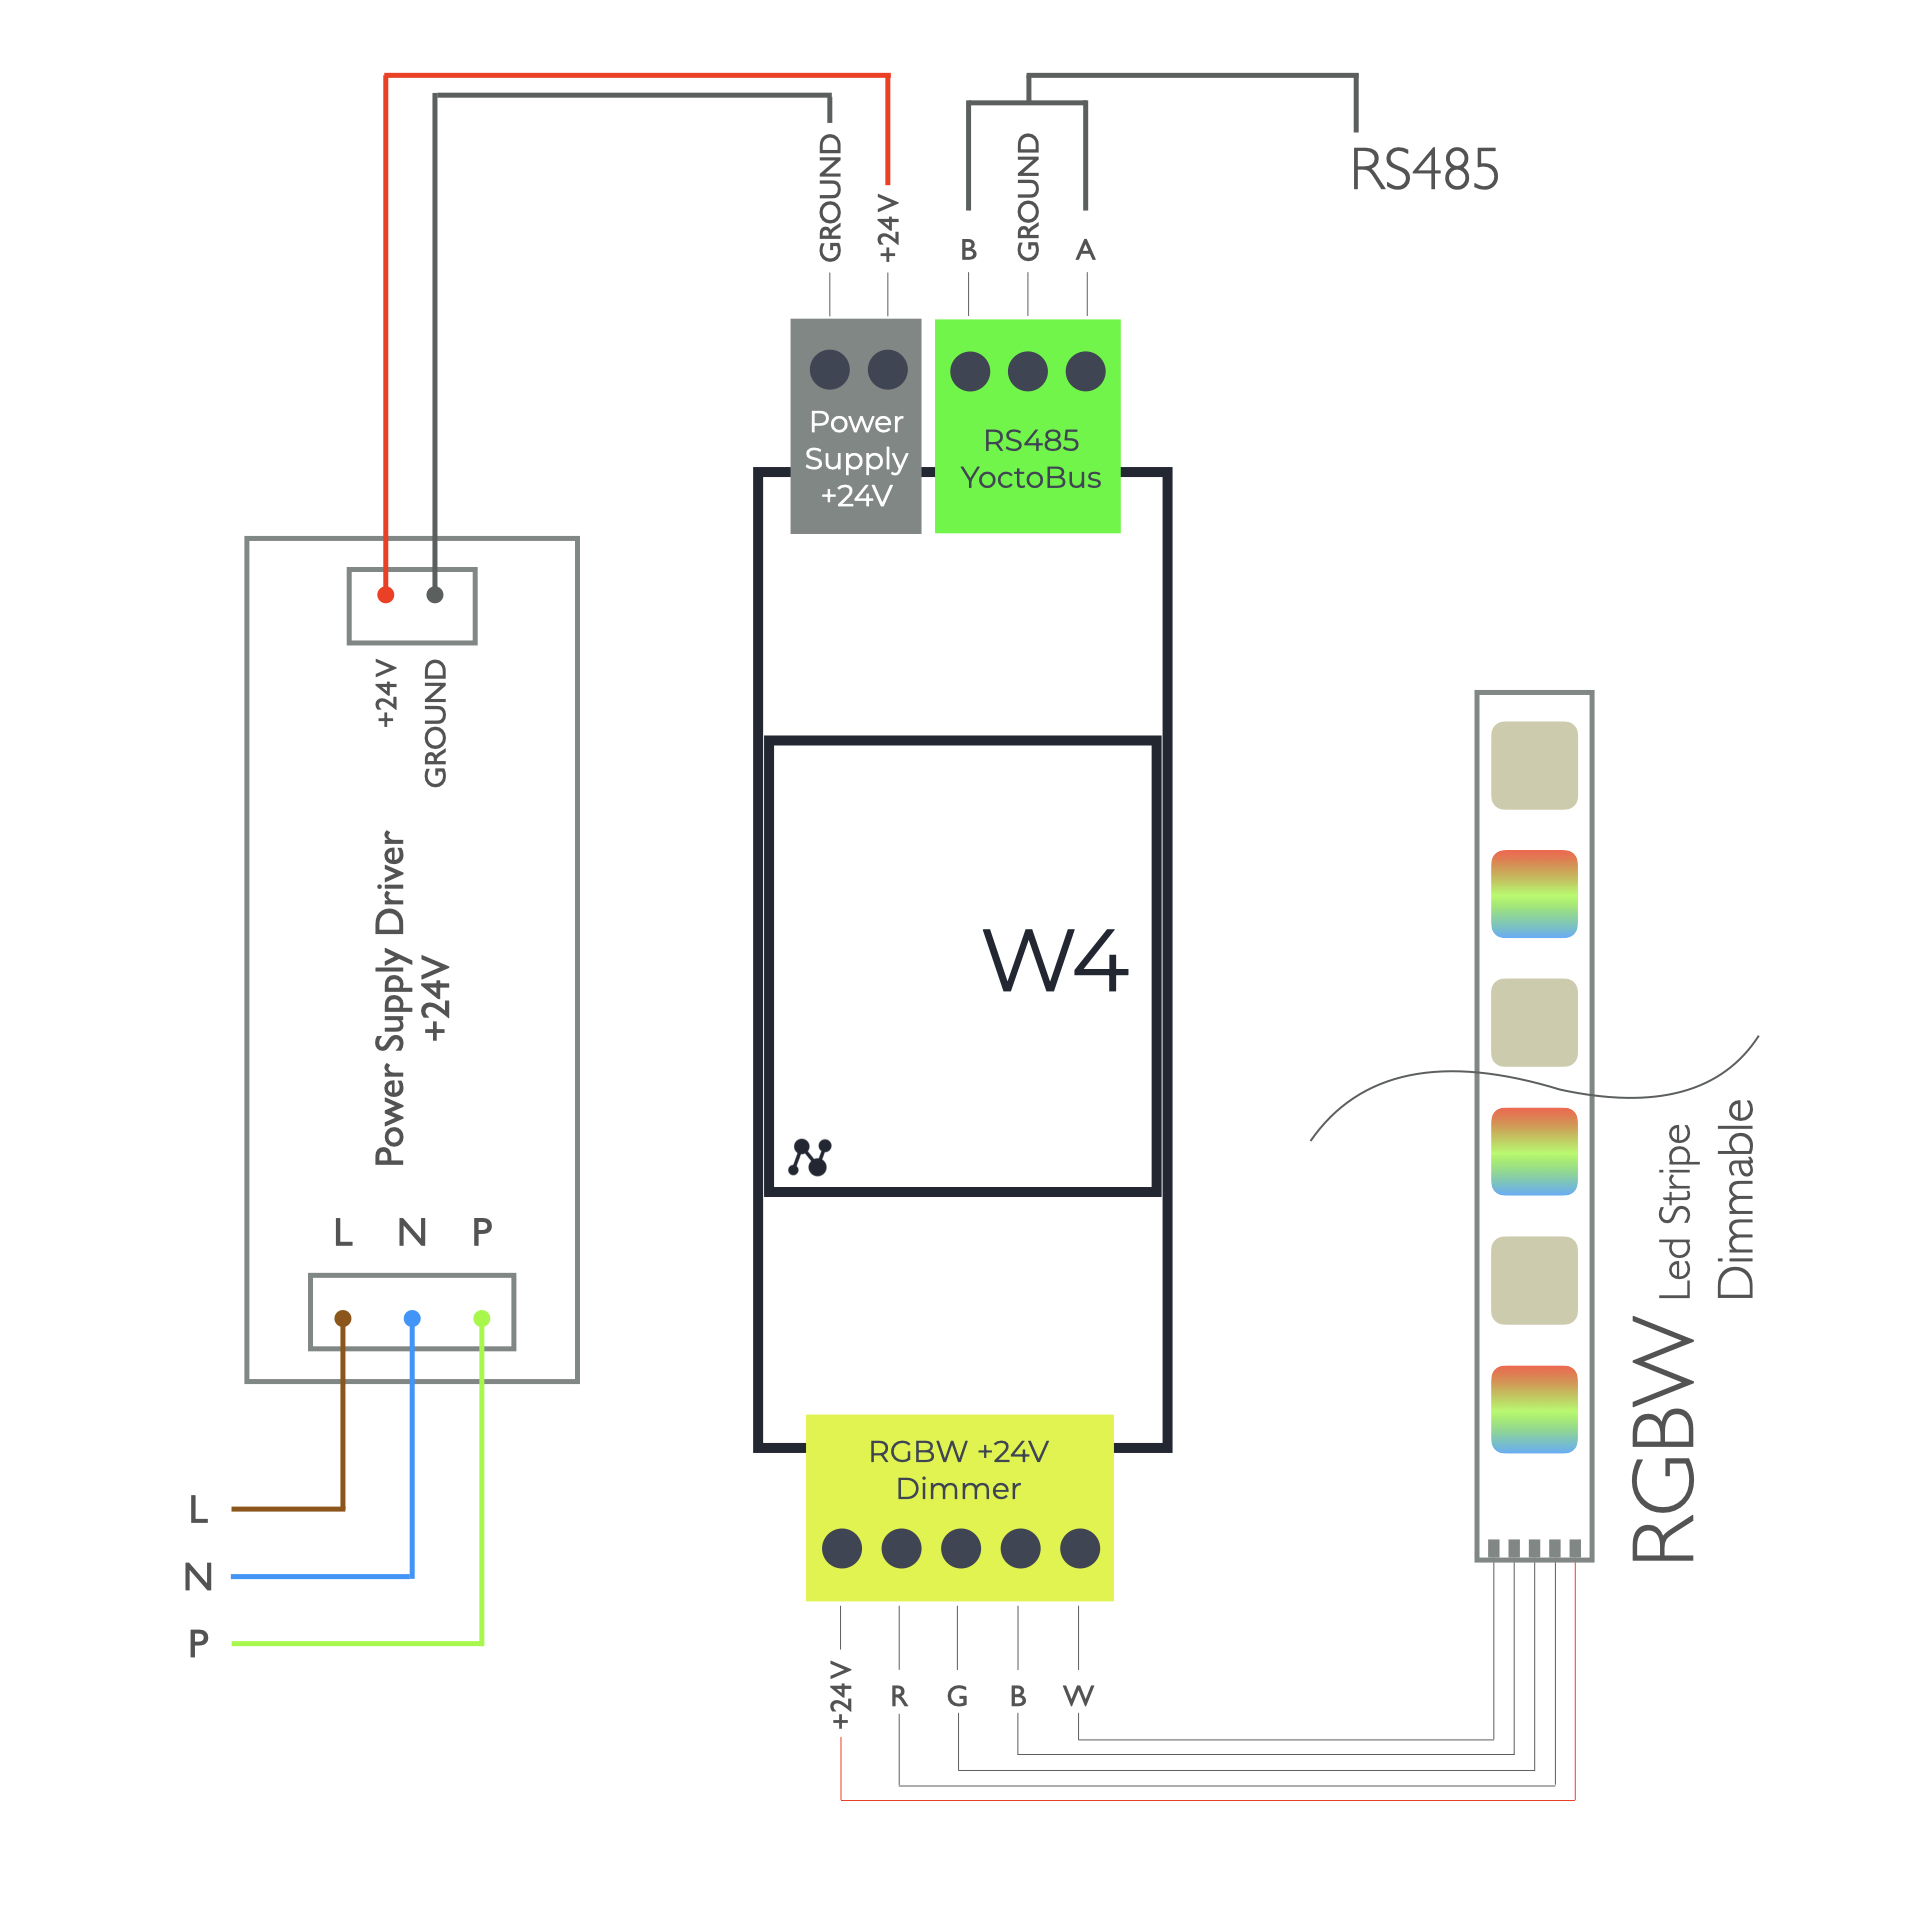 RS485
GROUND
+24V
B
GROUND
A
Power
Supply
+24V
RS485
YoctoBus
+24V
GROUND
Power Supply Driver
+24V
L N P
L
N
P
W4
RGBW +24V
Dimmer
+24V
R
G
B
W
RGBW
Led Stripe
Dimmable